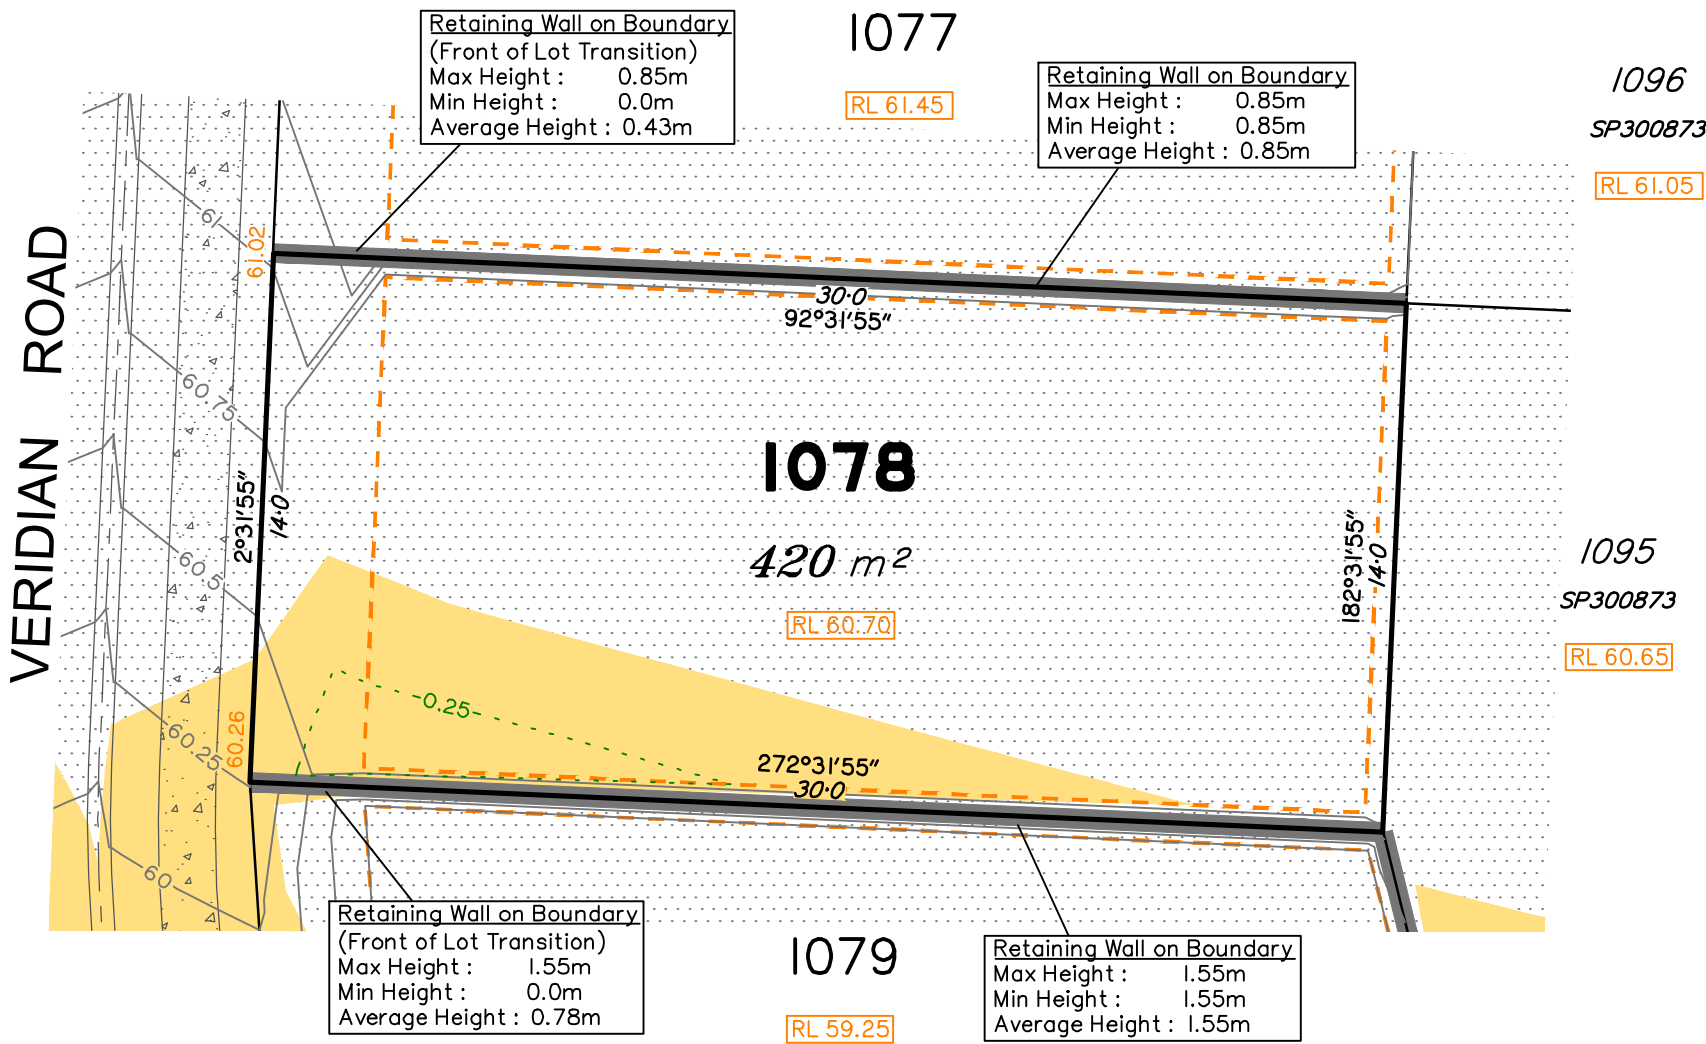 Retaining Wall on Boundary
(Front of Lot Transition)
Max Height : 0.85m
Min Height : 0.0m
Average Height : 0.43m
1077
RL 61.45
Retaining Wall on Boundary
Max Height : 0.85m
Min Height : 0.85m
Average Height : 0.85m
1096
SP300873
RL 61.05
VERIDIAN ROAD
61
61.02
60.75
60.5
60.25
60.26
60
30·0
92°31'55"
2°31'55"
14·0
1078
420 m²
RL 60.70
182°31'55"
14·0
1095
SP300873
RL 60.65
-0.25
272°31'55"
30·0
Retaining Wall on Boundary
(Front of Lot Transition)
Max Height : 1.55m
Min Height : 0.0m
Average Height : 0.78m
1079
RL 59.25
Retaining Wall on Boundary
Max Height : 1.55m
Min Height : 1.55m
Average Height : 1.55m